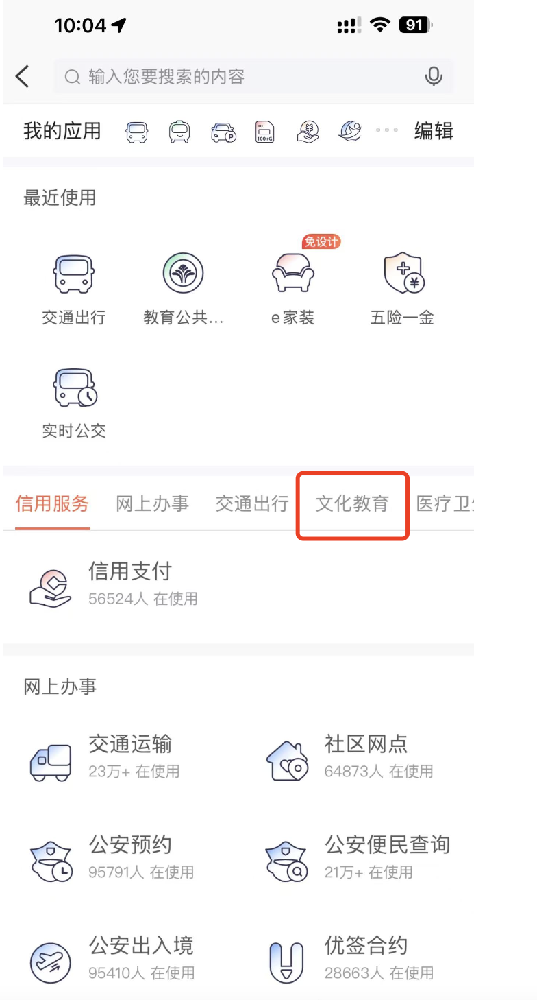 10:04
91
输入您要搜索的内容
我的应用
100+G
编辑
最近使用
免设计
交通出行 教育公共... e家装 五险一金
实时公交
信用服务 网上办事 交通出行 文化教育 医疗卫
信用支付
56524人 在使用
网上办事
交通运输 社区网点
23万+ 在使用 64873人 在使用
公安预约 公安便民查询
95791人 在使用 21万+ 在使用
公安出入境 优签合约
95410人 在使用 28663人 在使用